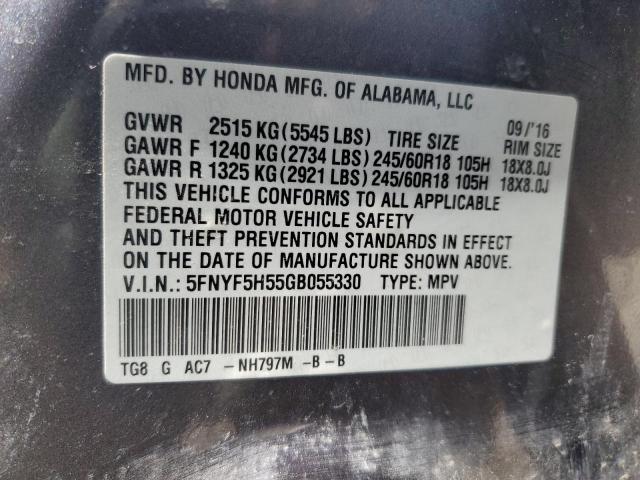 MFD. BY HONDA MFG. OF ALABAMA, LLC
GVWR 2515 KG (5545 LBS) TIRE SIZE 09/'16 RIM SIZE
GAWR F 1240 KG (2734 LBS) 245/60R18 105H 18X8.0J
GAWR R 1325 KG (2921 LBS) 245/60R18 105H 18X8.0J
THIS VEHICLE CONFORMS TO ALL APPLICABLE
FEDERAL MOTOR VEHICLE SAFETY
AND THEFT PREVENTION STANDARDS IN EFFECT
ON THE DATE OF MANUFACTURE SHOWN ABOVE.
V.I.N.: 5FNYF5H55GB055330 TYPE: MPV
TG8 G AC7 -NH797M -B-B